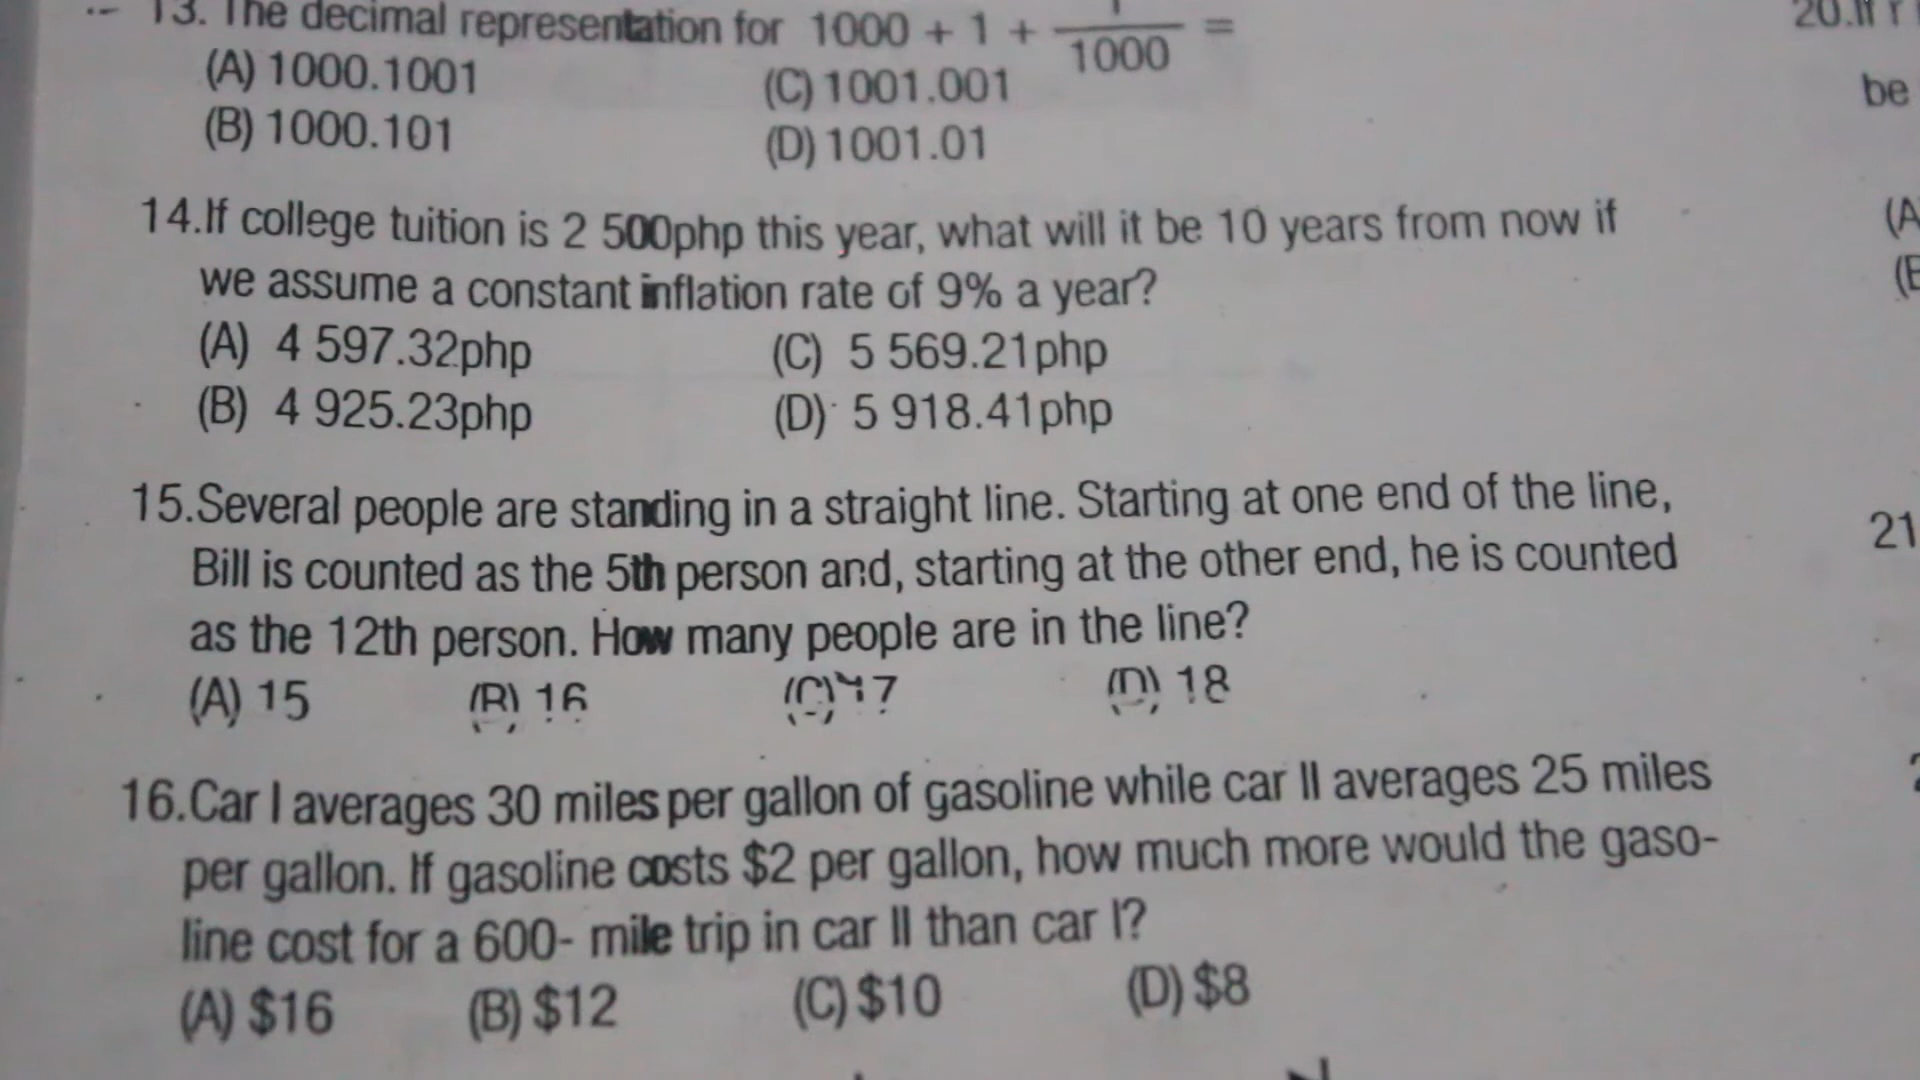 13. The decimal representation for 1000 + 1 + 1/1000 =
(A) 1000.1001 (C) 1001.001
(B) 1000.101 (D) 1001.01
14.If college tuition is 2 500php this year, what will it be 10 years from now if
we assume a constant inflation rate of 9% a year?
(A) 4 597.32php (C) 5 569.21php
(B) 4 925.23php (D) 5 918.41php
15.Several people are standing in a straight line. Starting at one end of the line,
Bill is counted as the 5th person and, starting at the other end, he is counted
as the 12th person. How many people are in the line?
(A) 15 (B) 16 (C) 17 (D) 18
16.Car I averages 30 miles per gallon of gasoline while car II averages 25 miles
per gallon. If gasoline costs $2 per gallon, how much more would the gaso-
line cost for a 600- mile trip in car II than car I?
(A) $16 (B) $12 (C) $10 (D) $8
20.If r
be
(A
21